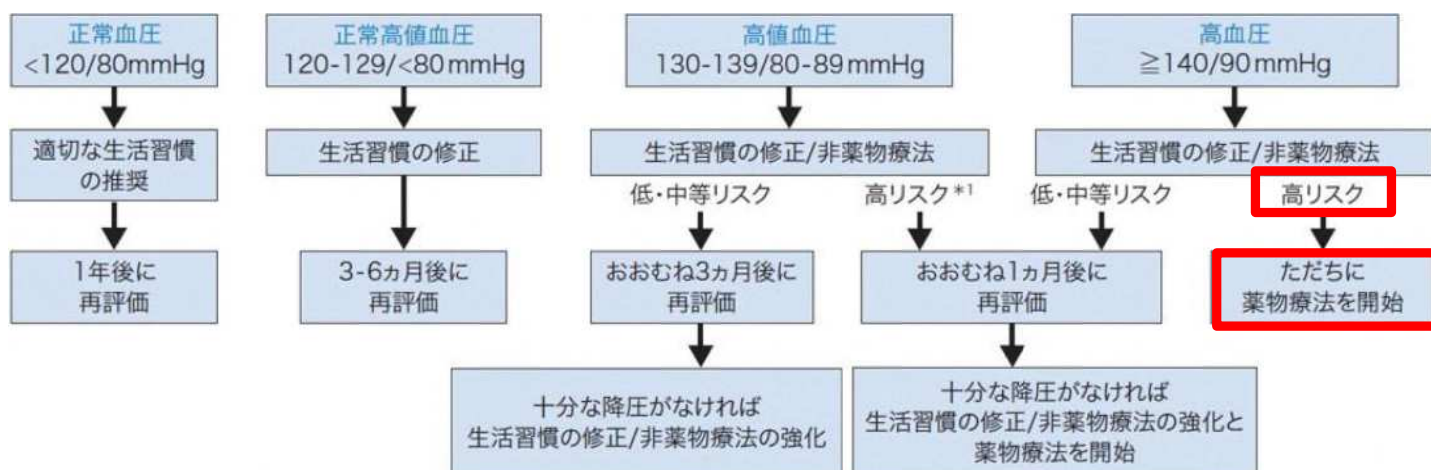 正常血圧
<120/80mmHg
正常高値血圧
120-129/<80mmHg
高値血圧
130-139/80-89mmHg
高血圧
≧140/90mmHg
適切な生活習慣
の推奨
生活習慣の修正
生活習慣の修正/非薬物療法
生活習慣の修正/非薬物療法
低・中等リスク
高リスク*1
低・中等リスク
高リスク
1年後に
再評価
3-6ヵ月後に
再評価
おおむね3ヵ月後に
再評価
おおむね1ヵ月後に
再評価
ただちに
薬物療法を開始
十分な降圧がなければ
生活習慣の修正/非薬物療法の強化
十分な降圧がなければ
生活習慣の修正/非薬物療法の強化と
薬物療法を開始